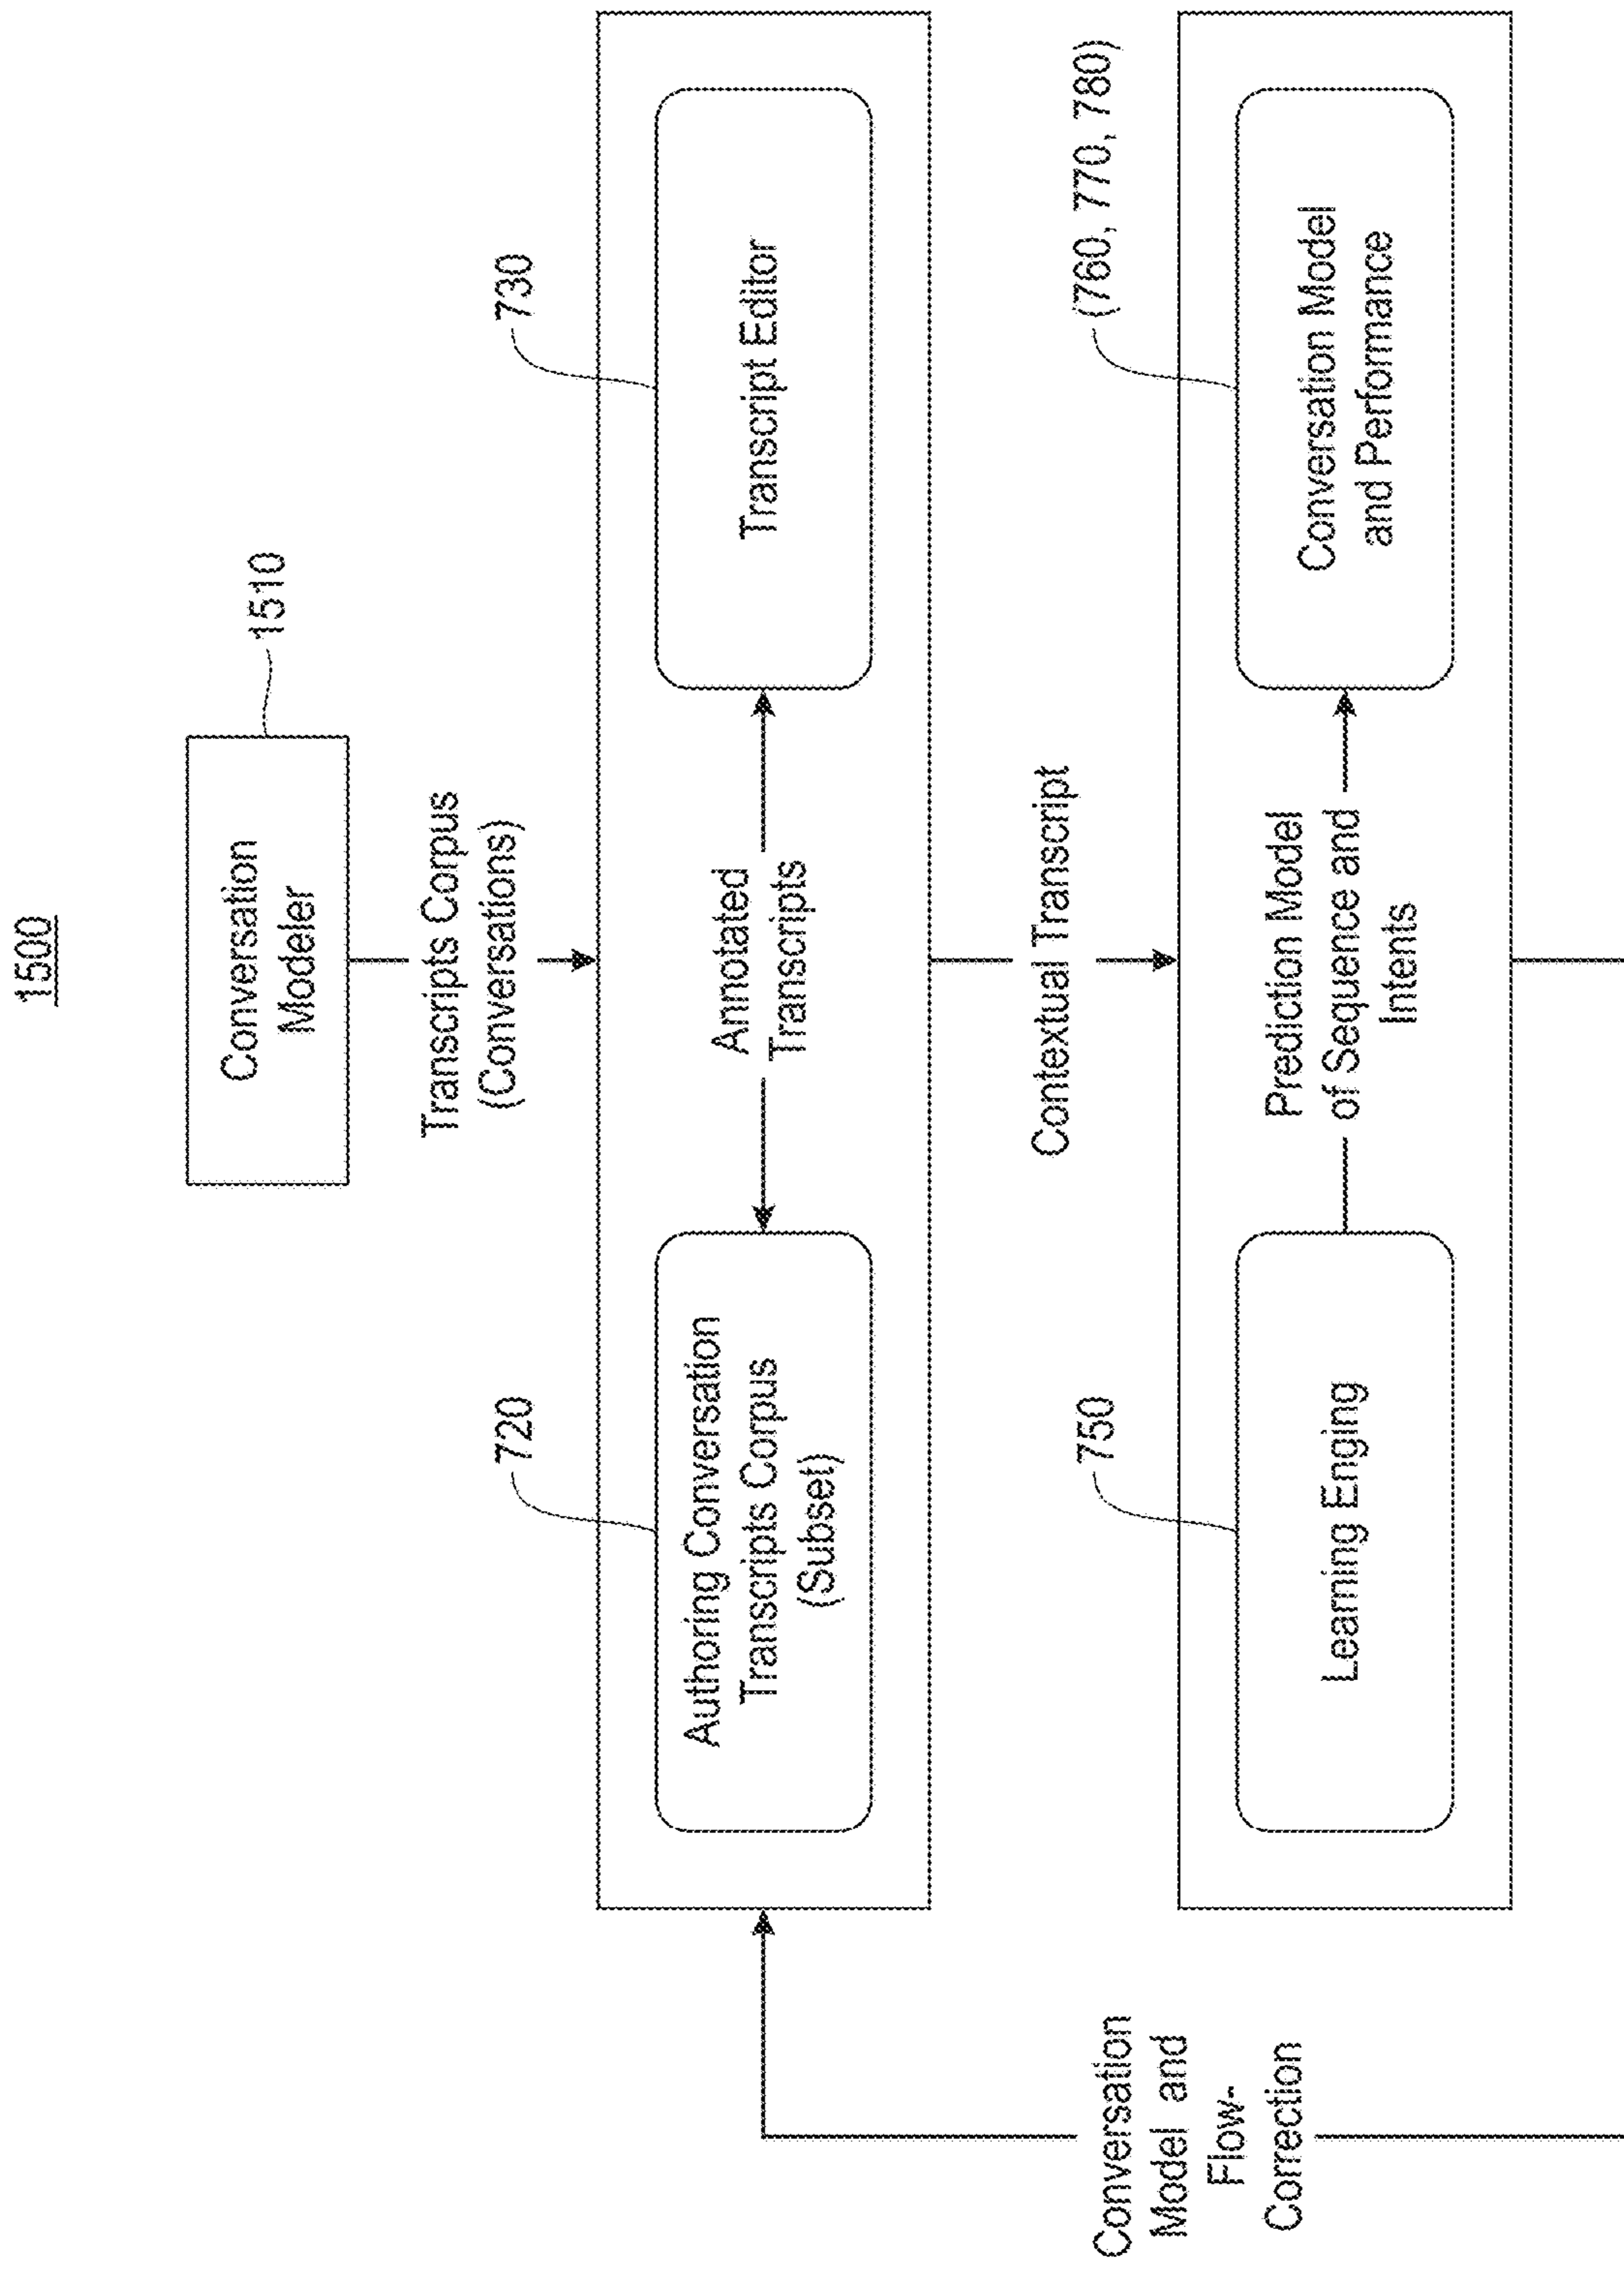 1500
Conversation
Modeler
1510
Transcripts Corpus
(Conversations)
720
730
Authoring Conversation
Transcripts Corpus
(Subset)
Annotated
Transcripts
Transcript Editor
Contextual Transcript
750
(760, 770, 780)
Learning Enging
Prediction Model
of Sequence and
Intents
Conversation Model
and Performance
Conversation
Model and
Flow-
Correction